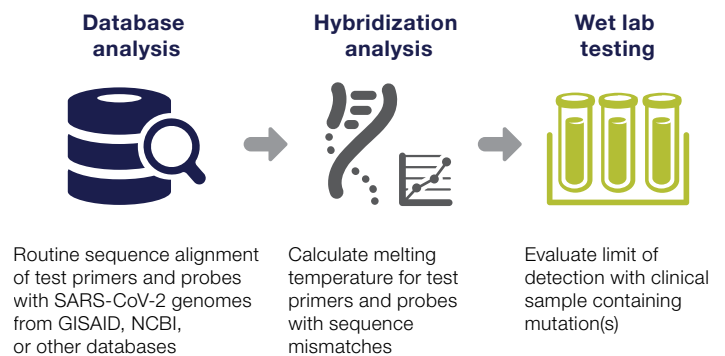 Database
analysis
Hybridization
analysis
Wet lab
testing
Routine sequence alignment
of test primers and probes
with SARS-CoV-2 genomes
from GISAID, NCBI,
or other databases
Calculate melting
temperature for test
primers and probes
with sequence
mismatches
Evaluate limit of
detection with clinical
sample containing
mutation(s)